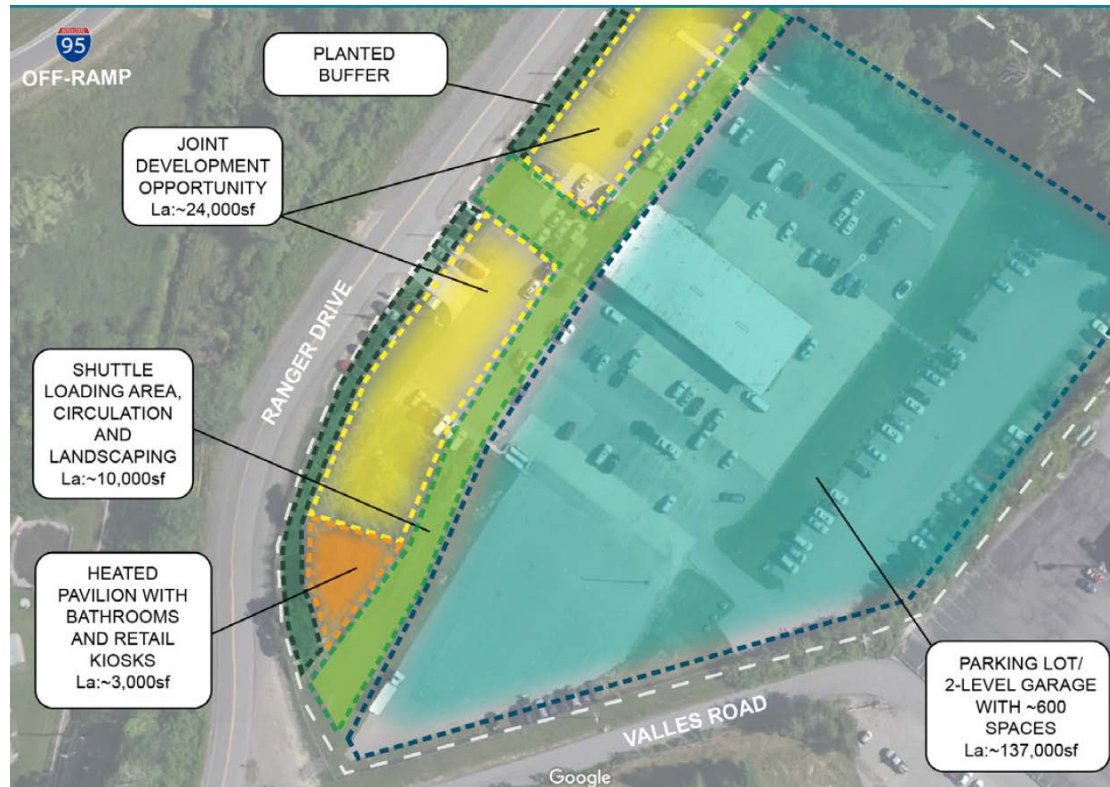 95
OFF-RAMP
PLANTED
BUFFER
JOINT
DEVELOPMENT
OPPORTUNITY
La:~24,000sf
RANGER DRIVE
SHUTTLE
LOADING AREA,
CIRCULATION
AND
LANDSCAPING
La:~10,000sf
HEATED
PAVILION WITH
BATHROOMS
AND RETAIL
KIOSKS
La:~3,000sf
PARKING LOT/
2-LEVEL GARAGE
WITH ~600
SPACES
La:~137,000sf
VALLES ROAD
Google